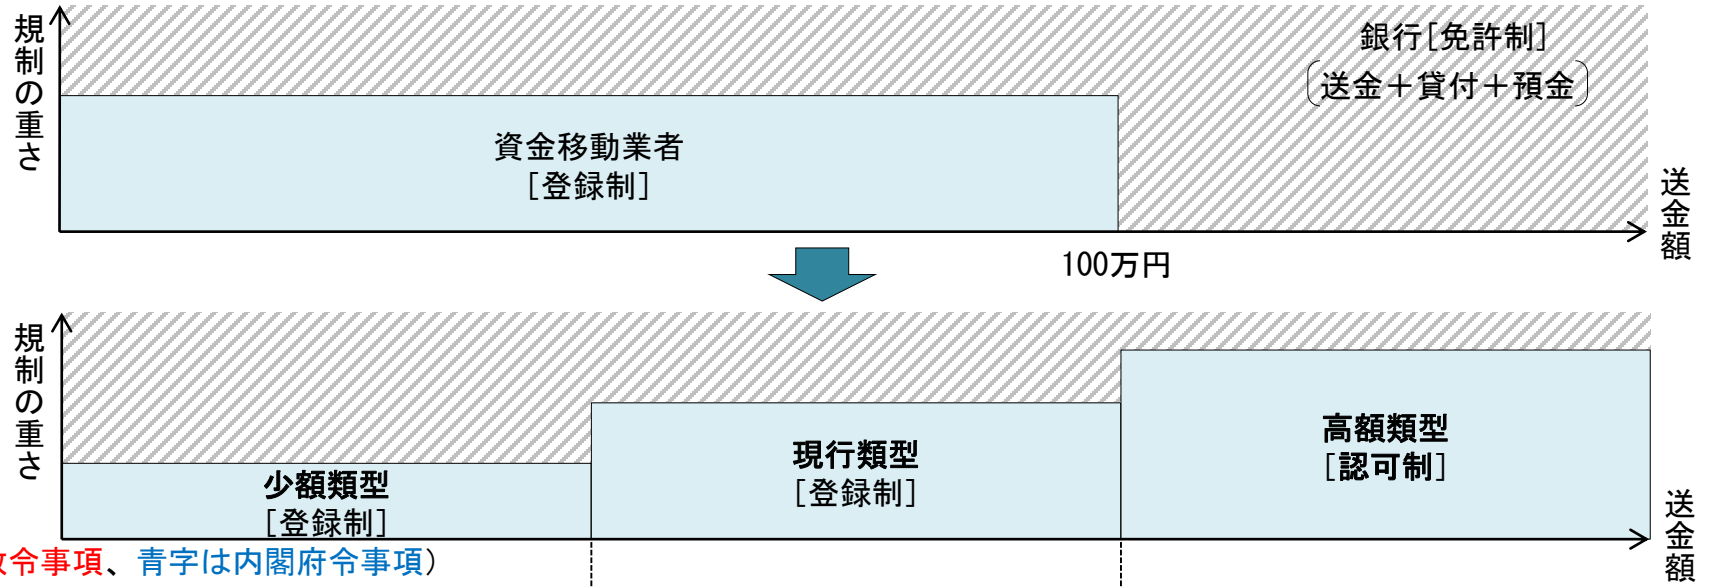 規制の重さ
銀行[免許制]
(送金＋貸付＋預金)
資金移動業者
[登録制]
送金額
100万円
規制の重さ
高額類型
[認可制]
現行類型
[登録制]
少額類型
[登録制]
送金額
令事項、青字は内閣府令事項)